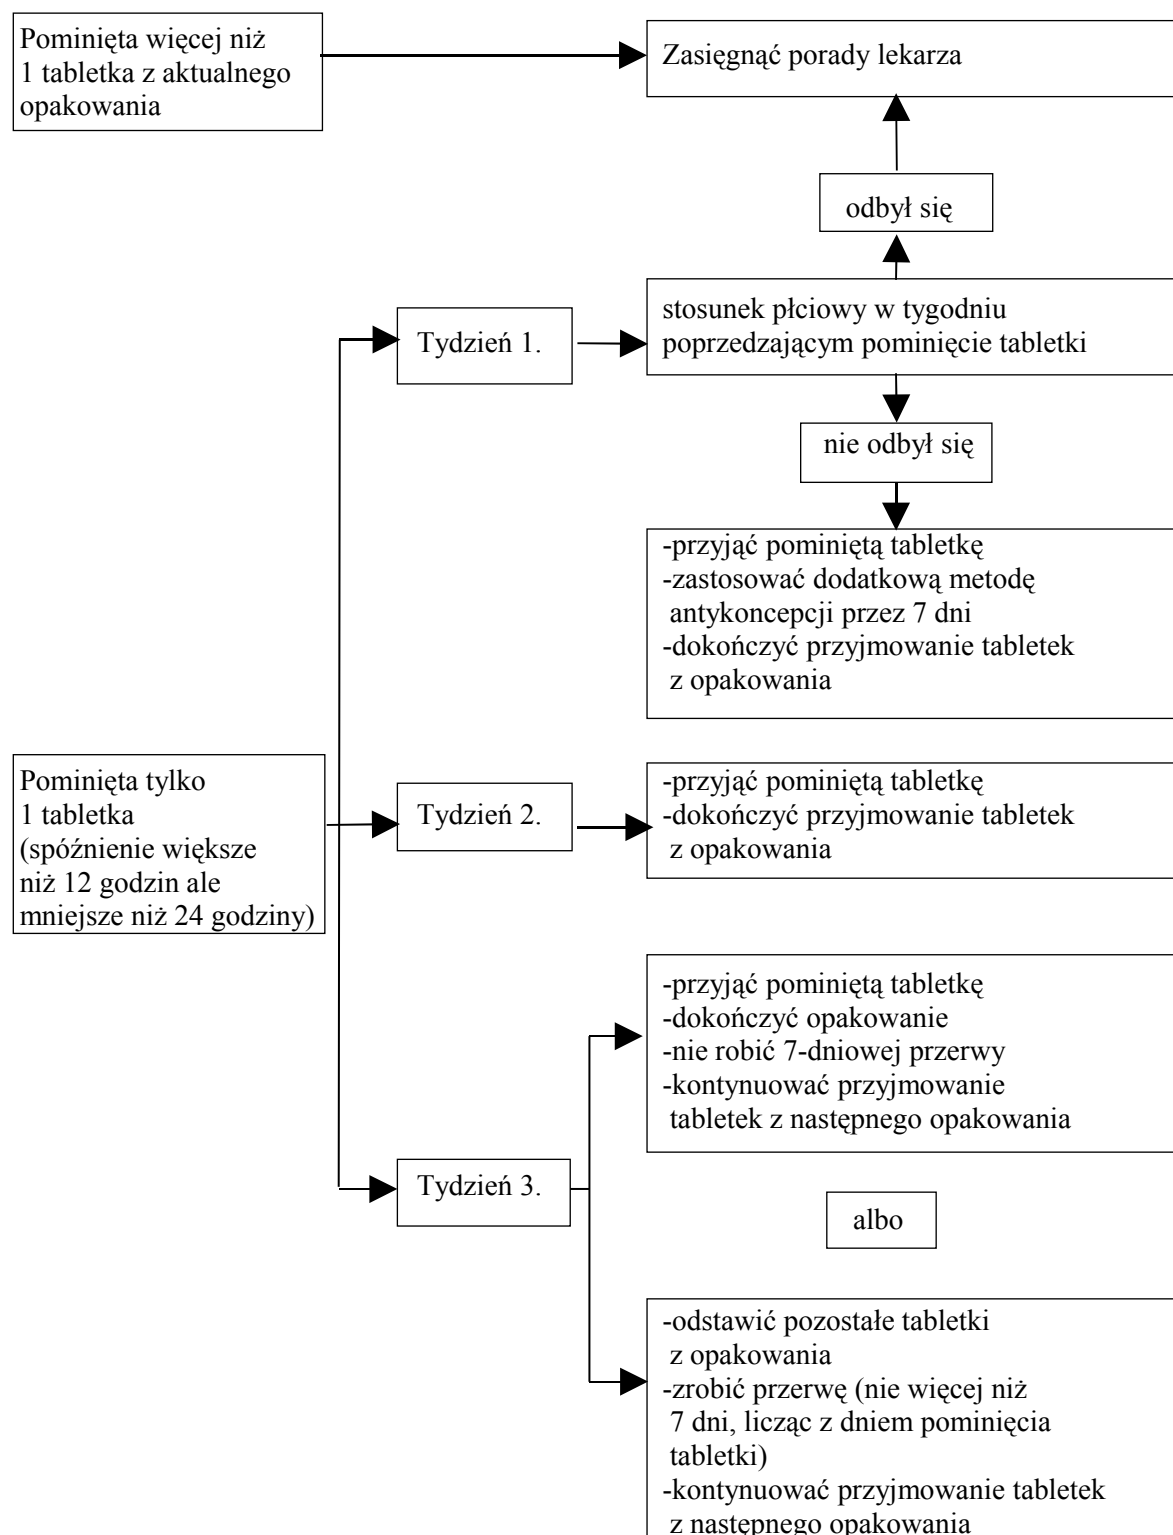 Pominięta więcej niż
1 tabletka z aktualnego
opakowania
Zasięgnąć porady lekarza
odbył się
stosunek płciowy w tygodniu
poprzedzającym pominięcie tabletki
Tydzień 1.
nie odbył się
-przyjąć pominiętą tabletkę
-zastosować dodatkową metodę
antykoncepcji przez 7 dni
-dokończyć przyjmowanie tabletek
z opakowania
Pominięta tylko
1 tabletka
(spóźnienie większe
niż 12 godzin ale
mniejsze niż 24 godziny)
Tydzień 2.
-przyjąć pominiętą tabletkę
-dokończyć przyjmowanie tabletek
z opakowania
-przyjąć pominiętą tabletkę
-dokończyć opakowanie
-nie robić 7-dniowej przerwy
-kontynuować przyjmowanie
tabletek z następnego opakowania
Tydzień 3.
albo
-odstawić pozostałe tabletki
z opakowania
-zrobić przerwę (nie więcej niż
7 dni, licząc z dniem pominięcia
tabletki)
-kontynuować przyjmowanie tabletek
z następnego opakowania